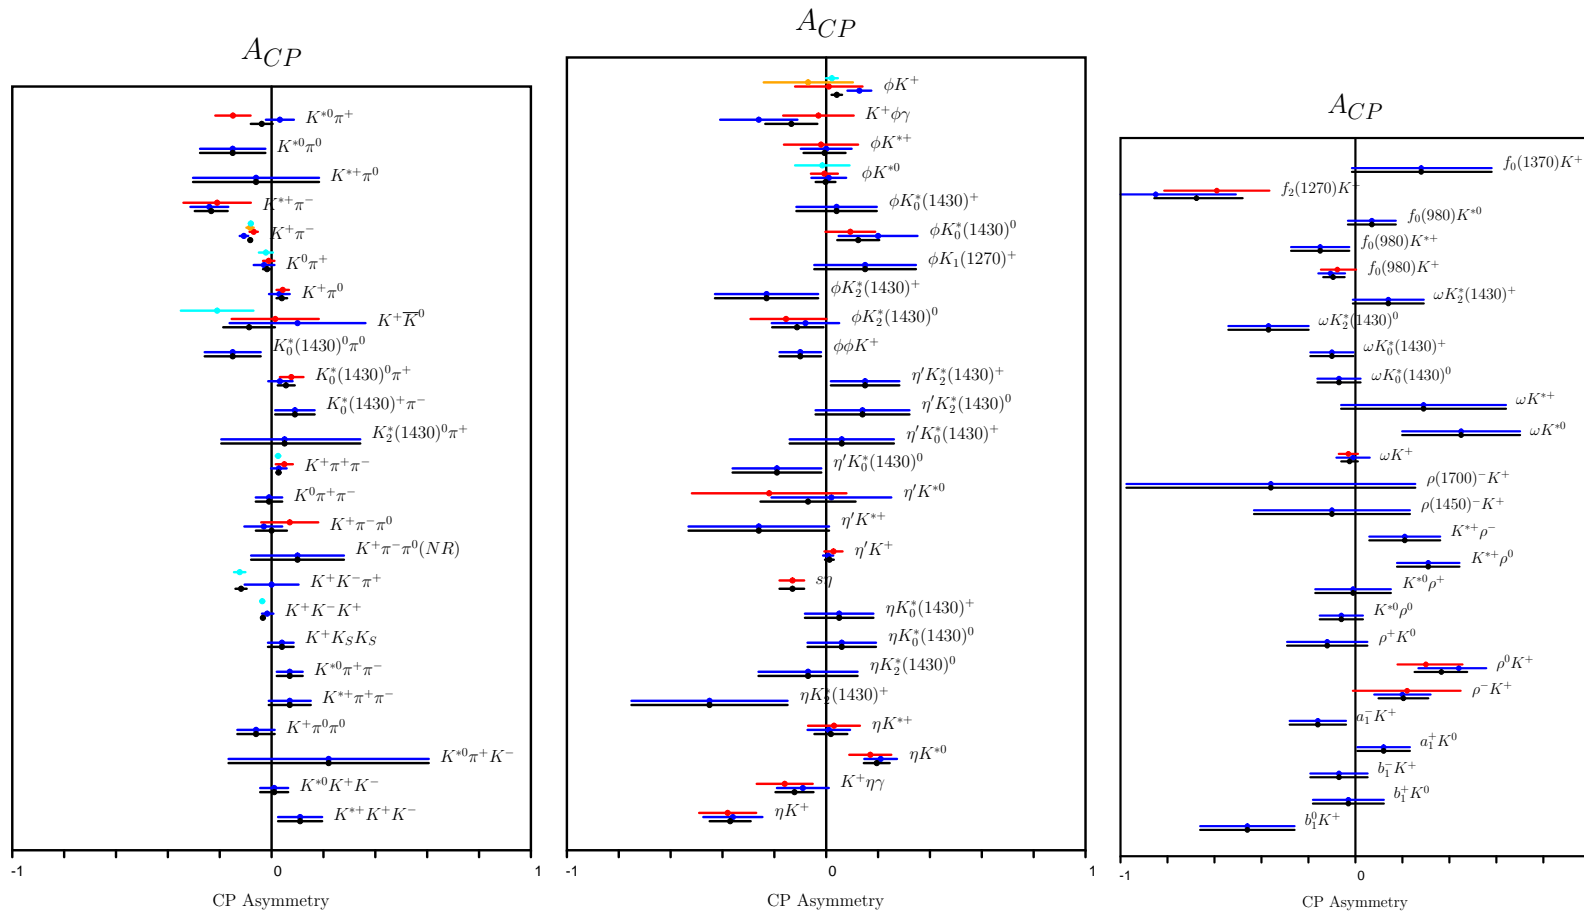 A_{CP}
K^{*0}π^+
K^{*0}π^0
K^{*+}π^0
K^{*+}π^-
K^+π^-
K^0π^+
K^+π^0
K^+\overline{K}^0
K_0^*(1430)^0π^0
K_0^*(1430)^0π^+
K_0^*(1430)^+π^-
K_2^*(1430)^0π^+
K^+π^+π^-
K^0π^+π^-
K^+π^-π^0
K^+π^-π^0(NR)
K^+K^-π^+
K^+K^-K^+
K^+K_SK_S
K^{*0}π^+π^-
K^{*+}π^+π^-
K^+π^0π^0
K^{*0}π^+K^-
K^{*0}K^+K^-
K^{*+}K^+K^-
-1 0 1
CP Asymmetry
A_{CP}
φK^+
K^+φγ
φK^{*+}
φK^{*0}
φK_0^*(1430)^+
φK_0^*(1430)^0
φK_1(1270)^+
φK_2^*(1430)^+
φK_2^*(1430)^0
φφK^+
η′K_2^*(1430)^+
η′K_2^*(1430)^0
η′K_0^*(1430)^+
η′K_0^*(1430)^0
η′K^{*0}
η′K^{*+}
η′K^+
sη
ηK_0^*(1430)^+
ηK_0^*(1430)^0
ηK_2^*(1430)^0
ηK_2^*(1430)^+
ηK^{*+}
ηK^{*0}
K^+ηγ
ηK^+
-1 0 1
CP Asymmetry
A_{CP}
f_0(1370)K^+
f_2(1270)K^+
f_0(980)K^{*0}
f_0(980)K^{*+}
f_0(980)K^+
ωK_2^*(1430)^+
ωK_2^*(1430)^0
ωK_0^*(1430)^+
ωK_0^*(1430)^0
ωK^{*+}
ωK^{*0}
ωK^+
ρ(1700)^-K^+
ρ(1450)^-K^+
K^{*+}ρ^-
K^{*+}ρ^0
K^{*0}ρ^+
K^{*0}ρ^0
ρ^+K^0
ρ^0K^+
ρ^-K^+
a_1^-K^+
a_1^+K^0
b_1^-K^+
b_1^+K^0
b_1^0K^+
-1 0
CP Asymmetry